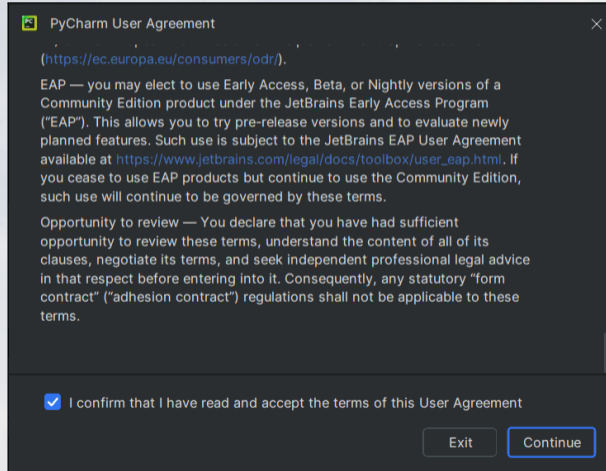 PyCharm User Agreement
(https://ec.europa.eu/consumers/odr/).
EAP — you may elect to use Early Access, Beta, or Nightly versions of a
Community Edition product under the JetBrains Early Access Program
(“EAP”). This allows you to try pre-release versions and to evaluate newly
planned features. Such use is subject to the JetBrains EAP User Agreement
available at https://www.jetbrains.com/legal/docs/toolbox/user_eap.html. If
you cease to use EAP products but continue to use the Community Edition,
such use will continue to be governed by these terms.
Opportunity to review — You declare that you have had sufficient
opportunity to review these terms, understand the content of all of its
clauses, negotiate its terms, and seek independent professional legal advice
in that respect before entering into it. Consequently, any statutory “form
contract” (“adhesion contract”) regulations shall not be applicable to these
terms.
I confirm that I have read and accept the terms of this User Agreement
Exit
Continue